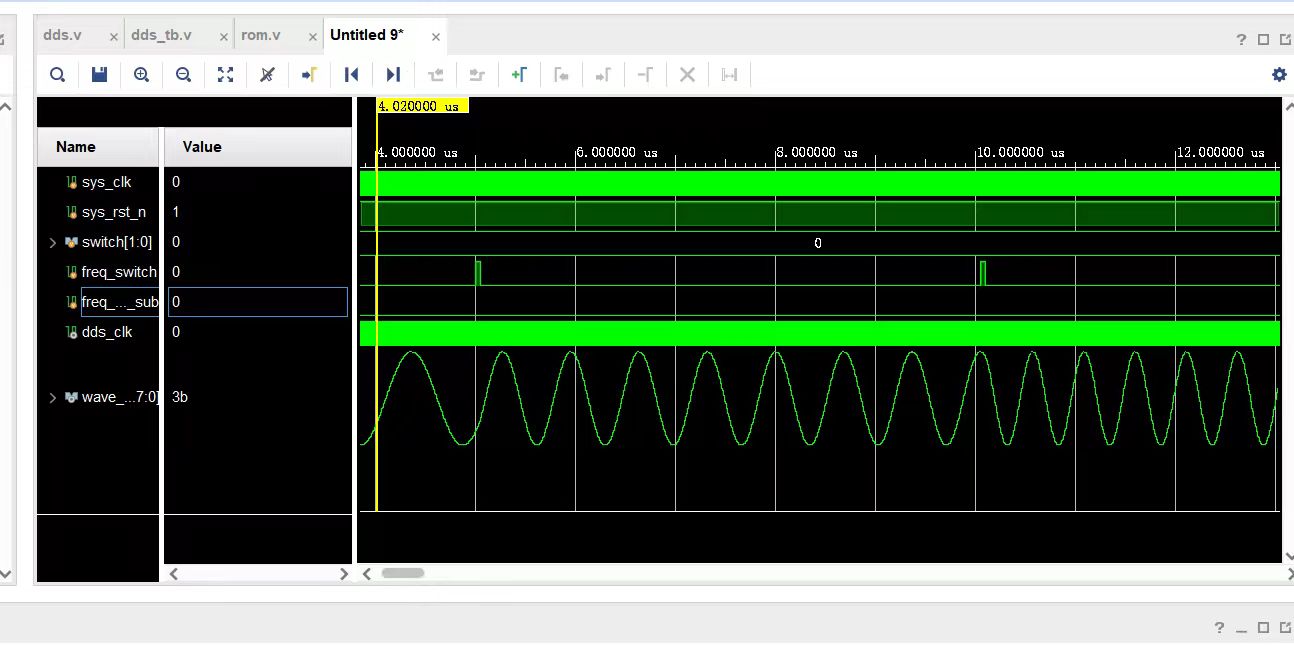 dds.v × dds_tb.v × rom.v × Untitled 9* ×
?
4.020000 us
Name Value
4.000000 us 6.000000 us 8.000000 us 10.000000 us 12.000000 us
sys_clk 0
sys_rst_n 1
switch[1:0] 0 0
freq_switch 0
freq_..._sub 0
dds_clk 0
wave_...7:0] 3b
?